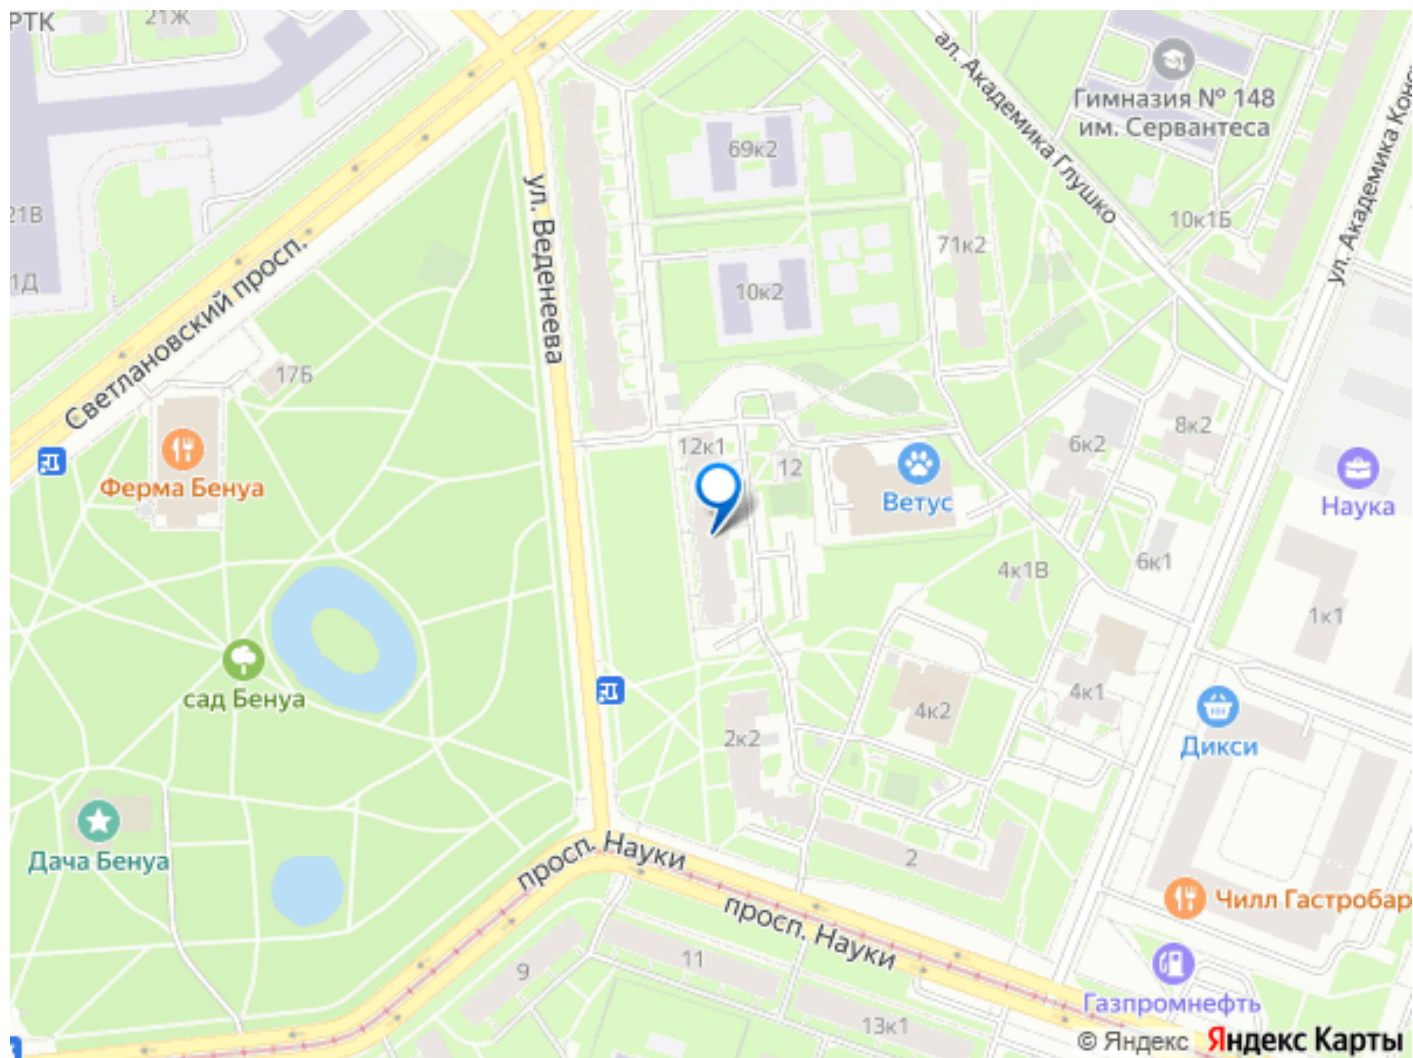 РТК
21Ж
ал. Академика Глушко
Гимназия № 148
им. Сервантеса
ул. Академика Конс
69к2
ул. Веденеева
21В
10к1Б
71к2
1Д
10к2
Светлановский просп.
17Б
8к2
12к1
6к2
12
Ферма Бенуа
Ветус
Наука
6к1
4к1В
1к1
сад Бенуа
4к1
4к2
2к2
Дикси
Дача Бенуа
просп. Науки
2
Чилл Гастробар
просп. Науки
11
9
Газпромнефть
13к1
© Яндекс Яндекс Карты